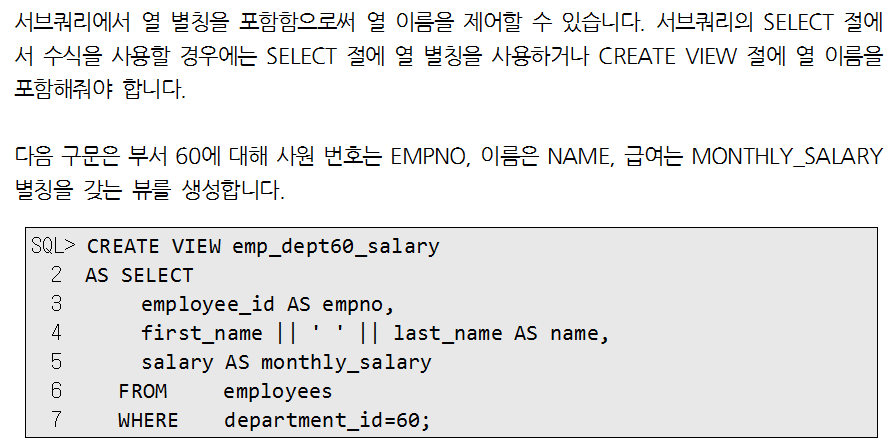 서브쿼리에서 열 별칭을 포함함으로써 열 이름을 제어할 수 있습니다. 서브쿼리의 SELECT 절에
서 수식을 사용할 경우에는 SELECT 절에 열 별칭을 사용하거나 CREATE VIEW 절에 열 이름을
포함해줘야 합니다.
다음 구문은 부서 60에 대해 사원 번호는 EMPNO, 이름은 NAME, 급여는 MONTHLY_SALARY
별칭을 갖는 뷰를 생성합니다.
SQL> CREATE VIEW emp_dept60_salary
2 AS SELECT
3 employee_id AS empno,
4 first_name || ' ' || last_name AS name,
5 salary AS monthly_salary
6 FROM employees
7 WHERE department_id=60;